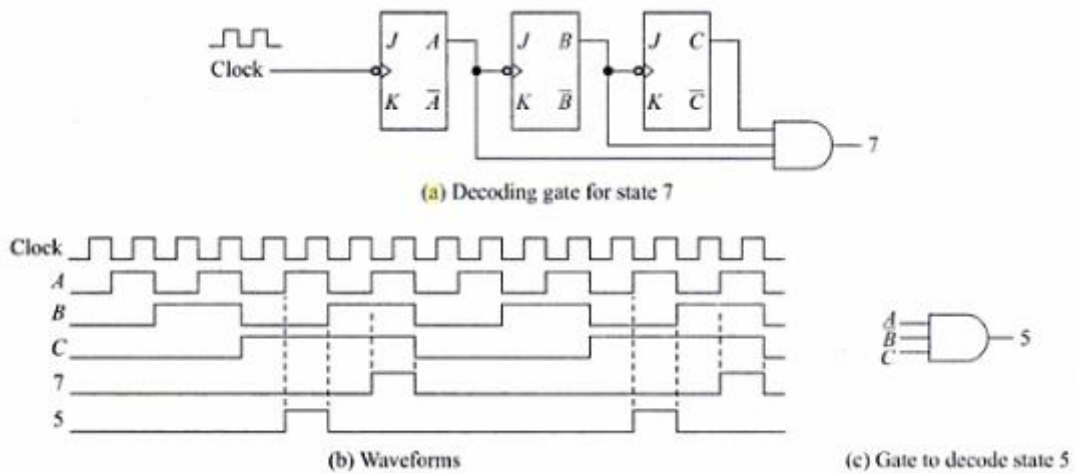 J A J B J C
Clock
K A̅ K B̅ K C̅
7
(a) Decoding gate for state 7
Clock
A
B
C
7
5
(b) Waveforms
A
B̅
C
5
(c) Gate to decode state 5